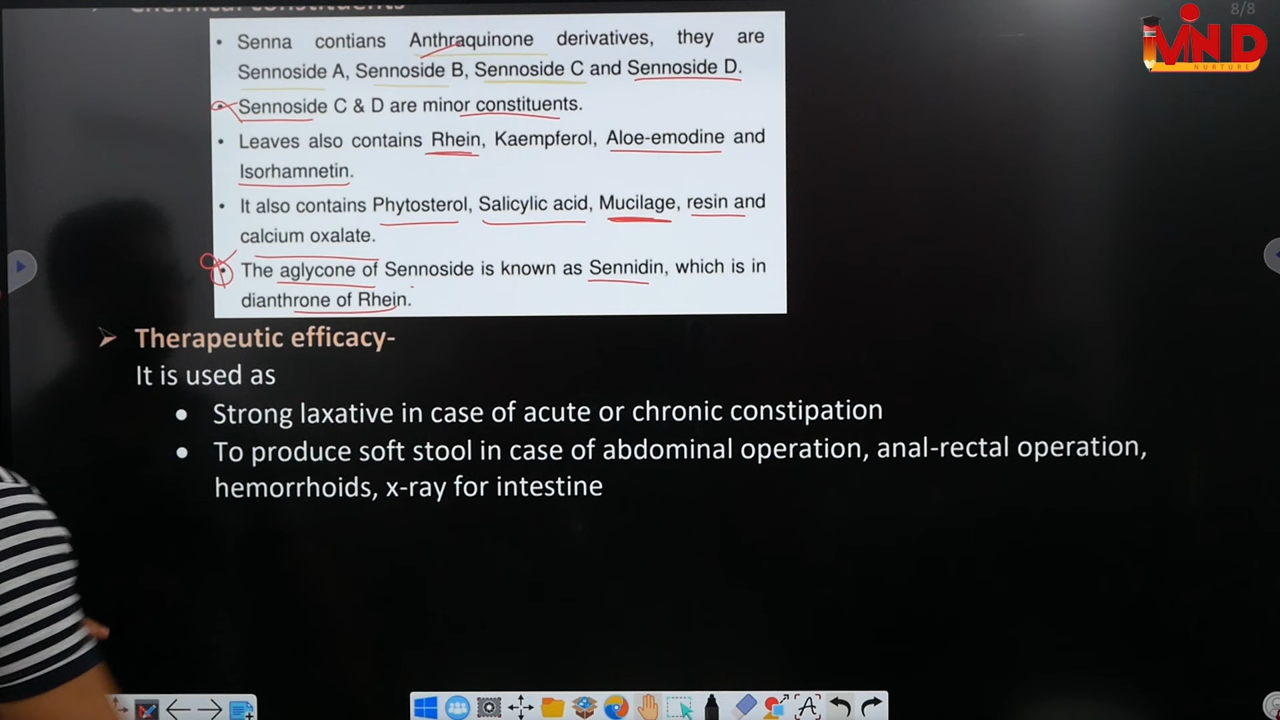 Chemical constituents
8/8
MIND
NURTURE
• Senna contians Anthraquinone derivatives, they are
Sennoside A, Sennoside B, Sennoside C and Sennoside D.
• Sennoside C & D are minor constituents.
• Leaves also contains Rhein, Kaempferol, Aloe-emodine and
Isorhamnetin.
• It also contains Phytosterol, Salicylic acid, Mucilage, resin and
calcium oxalate.
• The aglycone of Sennoside is known as Sennidin, which is in
dianthrone of Rhein.
➢ Therapeutic efficacy-
It is used as
• Strong laxative in case of acute or chronic constipation
• To produce soft stool in case of abdominal operation, anal-rectal operation,
hemorrhoids, x-ray for intestine